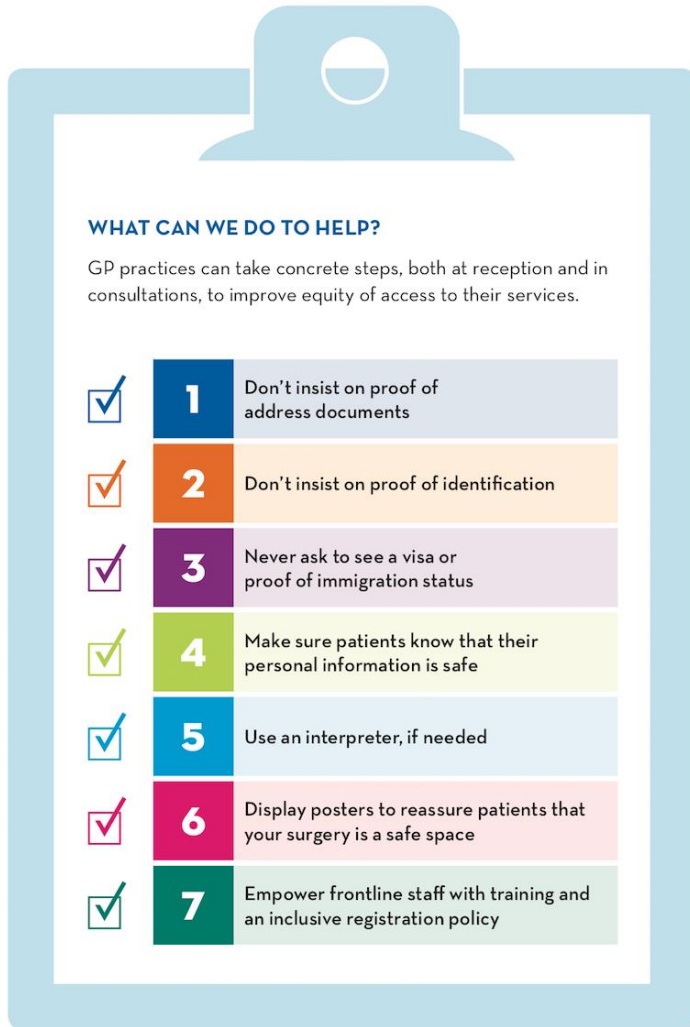 WHAT CAN WE DO TO HELP?
GP practices can take concrete steps, both at reception and in
consultations, to improve equity of access to their services.
1
Don't insist on proof of
address documents
2
Don't insist on proof of identification
3
Never ask to see a visa or
proof of immigration status
4
Make sure patients know that their
personal information is safe
5
Use an interpreter, if needed
6
Display posters to reassure patients that
your surgery is a safe space
7
Empower frontline staff with training and
an inclusive registration policy